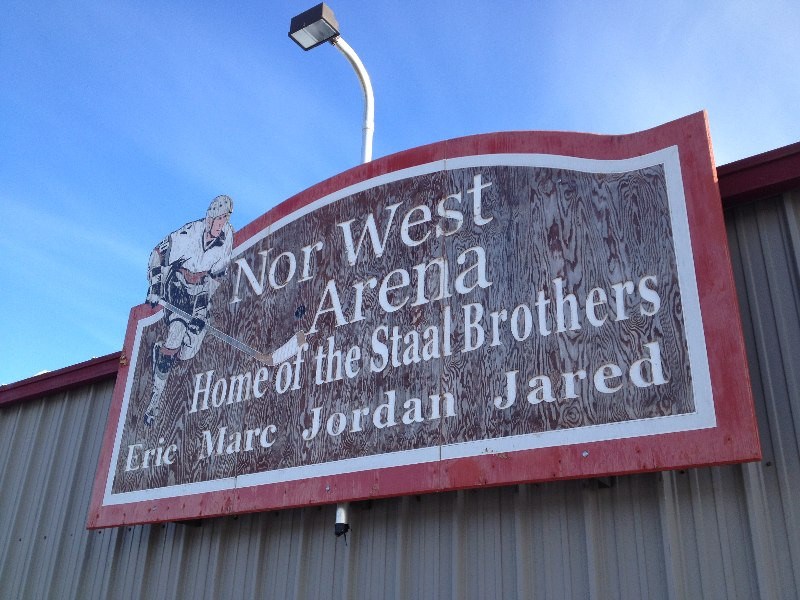 Nor West
Arena
Home of the Staal Brothers
Eric Marc Jordan Jared